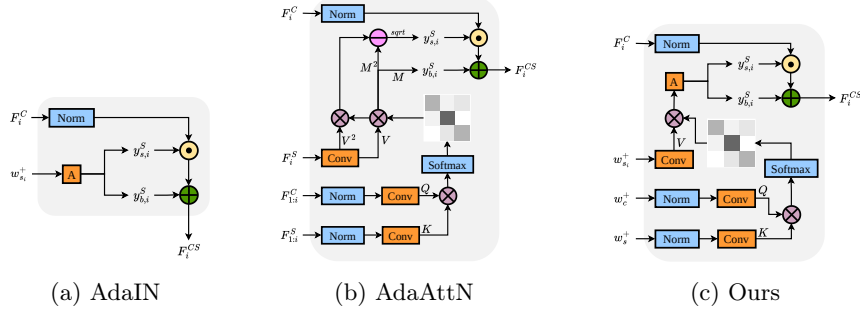 F_i^C
Norm
w_{s_i}^+
A
y_{s,i}^S
y_{b,i}^S
F_i^{CS}
(a) AdaIN
F_i^C
Norm
sqrt
y_{s,i}^S
M^2
M
y_{b,i}^S
F_i^{CS}
V^2
V
F_i^S
Conv
Softmax
F_{1:i}^C
Norm
Conv
Q
F_{1:i}^S
Norm
Conv
K
(b) AdaAttN
F_i^C
Norm
y_{s,i}^S
A
y_{b,i}^S
F_i^{CS}
V
w_{s_i}^+
Conv
Softmax
w_c^+
Norm
Conv
Q
w_s^+
Norm
Conv
K
(c) Ours